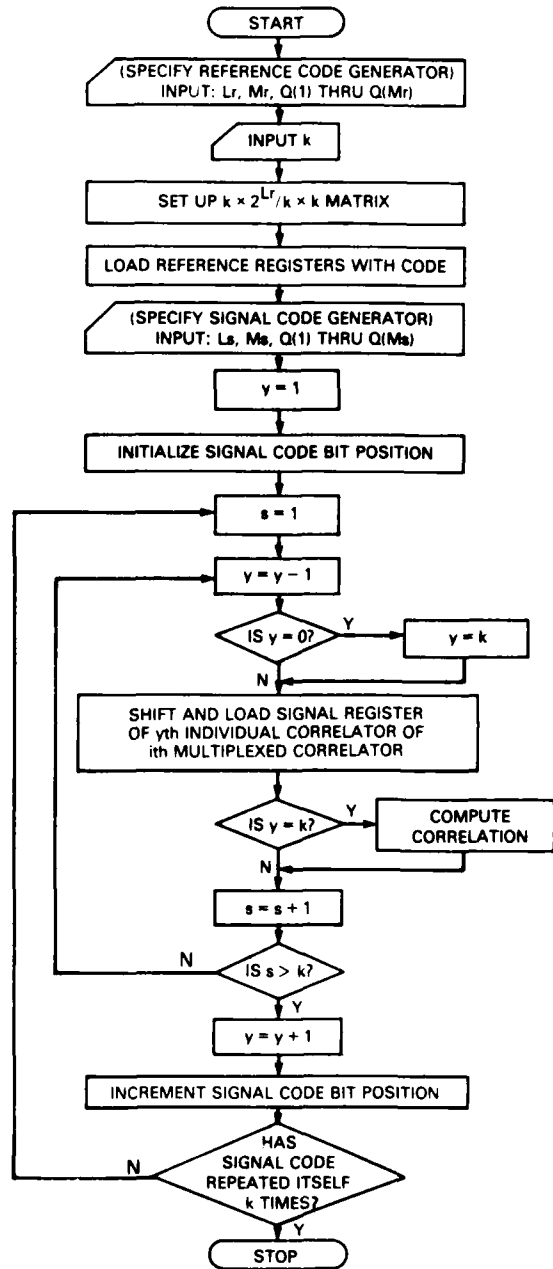 START
(SPECIFY REFERENCE CODE GENERATOR)
INPUT: Lr, Mr, Q(1) THRU Q(Mr)
INPUT k
SET UP k × 2^Lr/k × k MATRIX
LOAD REFERENCE REGISTERS WITH CODE
(SPECIFY SIGNAL CODE GENERATOR)
INPUT: Ls, Ms, Q(1) THRU Q(Ms)
y = 1
INITIALIZE SIGNAL CODE BIT POSITION
s = 1
y = y - 1
IS y = 0?
Y
y = k
N
SHIFT AND LOAD SIGNAL REGISTER
OF yth INDIVIDUAL CORRELATOR OF
ith MULTIPLEXED CORRELATOR
IS y = k?
Y
COMPUTE
CORRELATION
N
s = s + 1
N
IS s > k?
Y
y = y + 1
INCREMENT SIGNAL CODE BIT POSITION
N
HAS
SIGNAL CODE
REPEATED ITSELF
k TIMES?
Y
STOP